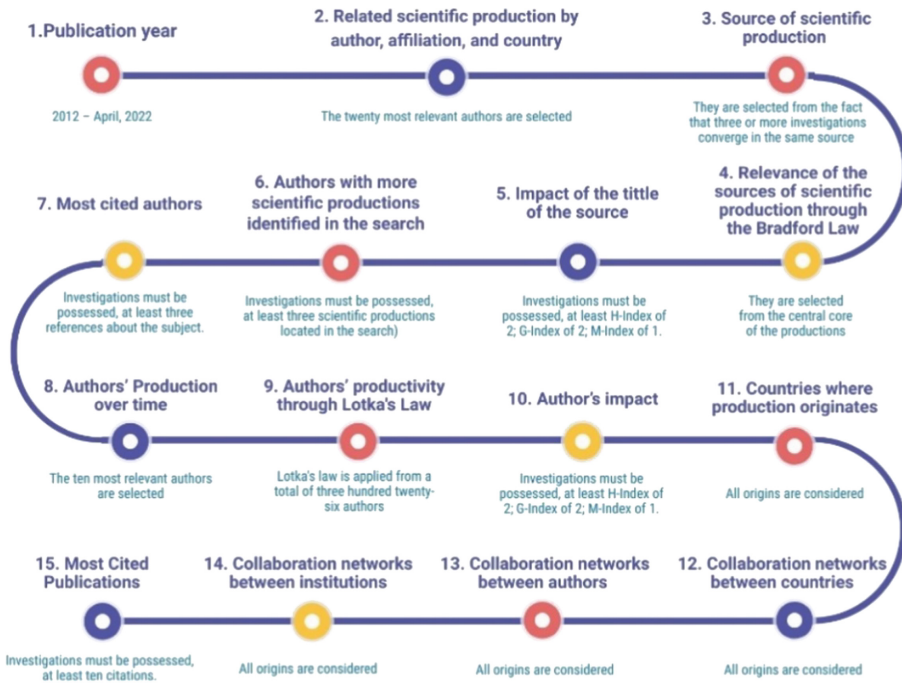 1.Publication year
2012 – April, 2022
2. Related scientific production by
author, affiliation, and country
The twenty most relevant authors are selected
3. Source of scientific
production
They are selected from the fact
that three or more investigations
converge in the same source
4. Relevance of the
sources of scientific
production through
the Bradford Law
They are selected
from the central core
of the productions
5. Impact of the tittle
of the source
Investigations must be
possessed, at least H-Index of
2; G-Index of 2; M-Index of 1.
6. Authors with more
scientific productions
identified in the search
Investigations must be possessed,
at least three scientific productions
located in the search)
7. Most cited authors
Investigations must be
possessed, at least three
references about the subject.
8. Authors' Production
over time
The ten most relevant authors
are selected
9. Authors' productivity
through Lotka's Law
Lotka's law is applied from a
total of three hundred twenty-
six authors
10. Author's impact
Investigations must be
possessed, at least H-Index of
2; G-Index of 2; M-Index of 1.
11. Countries where
production originates
All origins are considered
12. Collaboration networks
between countries
All origins are considered
13. Collaboration networks
between authors
All origins are considered
14. Collaboration networks
between institutions
All origins are considered
15. Most Cited
Publications
Investigations must be possessed,
at least ten citations.